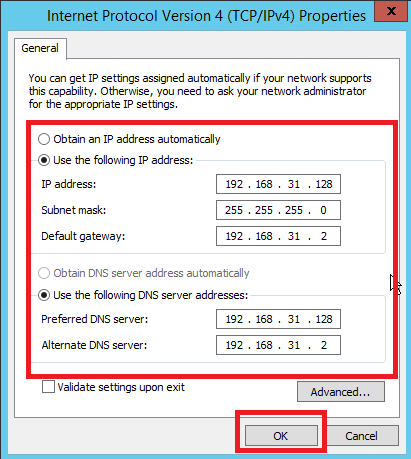 Internet Protocol Version 4 (TCP/IPv4) Properties
x
General
You can get IP settings assigned automatically if your network supports
this capability. Otherwise, you need to ask your network administrator
for the appropriate IP settings.
Obtain an IP address automatically
Use the following IP address:
IP address: 192 . 168 . 31 . 128
Subnet mask: 255 . 255 . 255 . 0
Default gateway: 192 . 168 . 31 . 2
Obtain DNS server address automatically
Use the following DNS server addresses:
Preferred DNS server: 192 . 168 . 31 . 128
Alternate DNS server: 192 . 168 . 31 . 2
Validate settings upon exit
Advanced...
OK Cancel